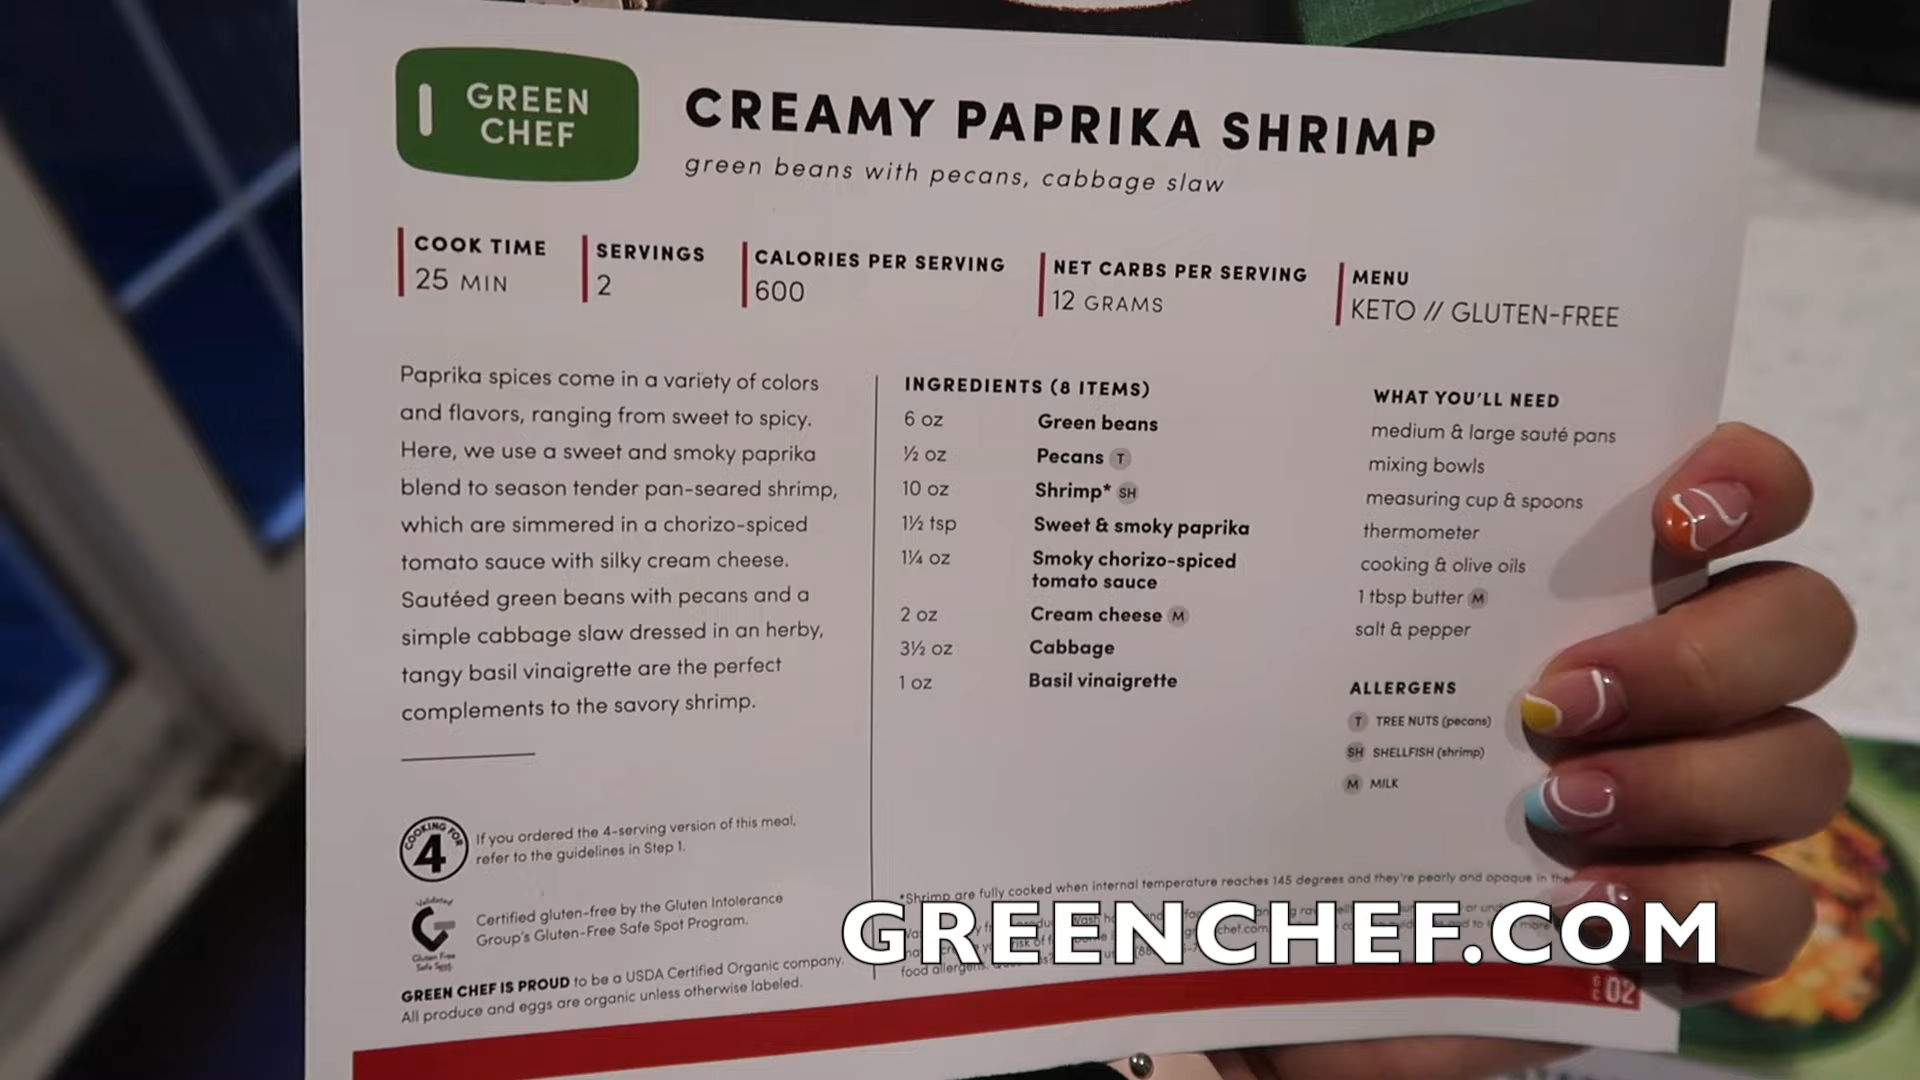 GREEN
CHEF
CREAMY PAPRIKA SHRIMP
green beans with pecans, cabbage slaw
COOK TIME
25 MIN
SERVINGS
2
CALORIES PER SERVING
600
NET CARBS PER SERVING
12 GRAMS
MENU
KETO // GLUTEN-FREE
Paprika spices come in a variety of colors
and flavors, ranging from sweet to spicy.
Here, we use a sweet and smoky paprika
blend to season tender pan-seared shrimp,
which are simmered in a chorizo-spiced
tomato sauce with silky cream cheese.
Sautéed green beans with pecans and a
simple cabbage slaw dressed in an herby,
tangy basil vinaigrette are the perfect
complements to the savory shrimp.
COOKING FOR
4
If you ordered the 4-serving version of this meal,
refer to the guidelines in Step 1.
Validated
Gluten Free
Safe Spot
Certified gluten-free by the Gluten Intolerance
Group's Gluten-Free Safe Spot Program.
GREEN CHEF IS PROUD to be a USDA Certified Organic company.
All produce and eggs are organic unless otherwise labeled.
INGREDIENTS (8 ITEMS)
6 oz Green beans
½ oz Pecans T
10 oz Shrimp* SH
1½ tsp Sweet & smoky paprika
1¼ oz Smoky chorizo-spiced
tomato sauce
2 oz Cream cheese M
3½ oz Cabbage
1 oz Basil vinaigrette
WHAT YOU'LL NEED
medium & large sauté pans
mixing bowls
measuring cup & spoons
thermometer
cooking & olive oils
1 tbsp butter M
salt & pepper
ALLERGENS
T TREE NUTS (pecans)
SH SHELLFISH (shrimp)
M MILK
*Shrimp are fully cooked when internal temperature reaches 145 degrees and they're pearly and opaque in the
food allergens.
GREENCHEF.COM
02